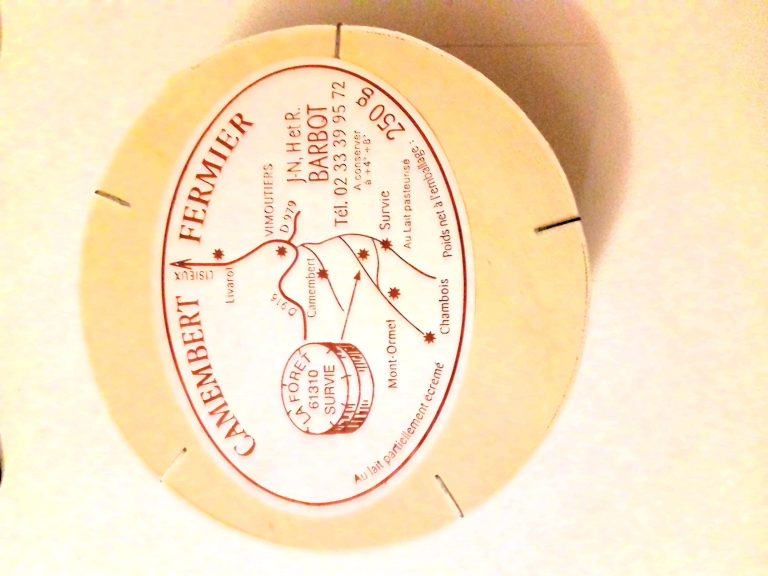 CAMEMBERT FERMIER
LISIEUX
Livarot
VIMOUTIERS
D 979
D 916
Camembert
J-N, H et R.
BARBOT
Tél. 02 33 39 95 72
A conserver
à +4° +8°
250 g
LA FORET
61310
SURVIE
Survie
Mont-Ormel
Chambois
Au Lait pasteurisé
Au lait partiellement écrémé
Poids net à l'emballage :